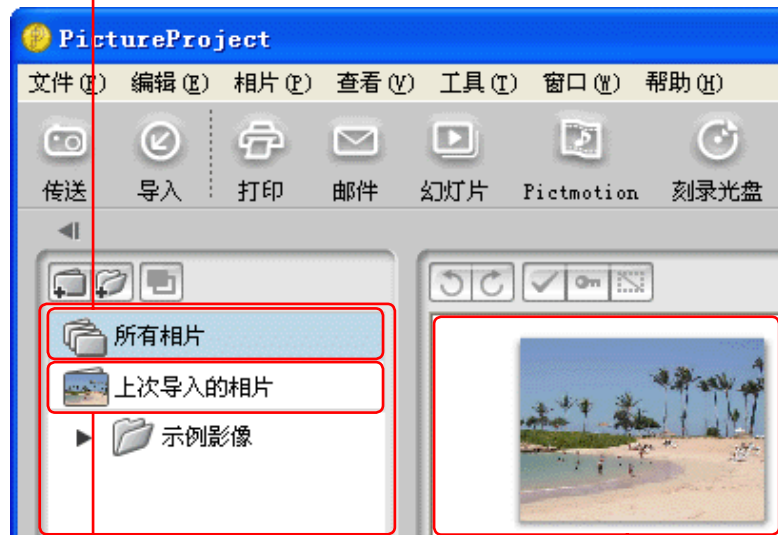 PictureProject
文件(F) 编辑(E) 相片(P) 查看(V) 工具(T) 窗口(W) 帮助(H)
传送 导入 打印 邮件 幻灯片 Pictmotion 刻录光盘
所有相片
上次导入的相片
示例影像